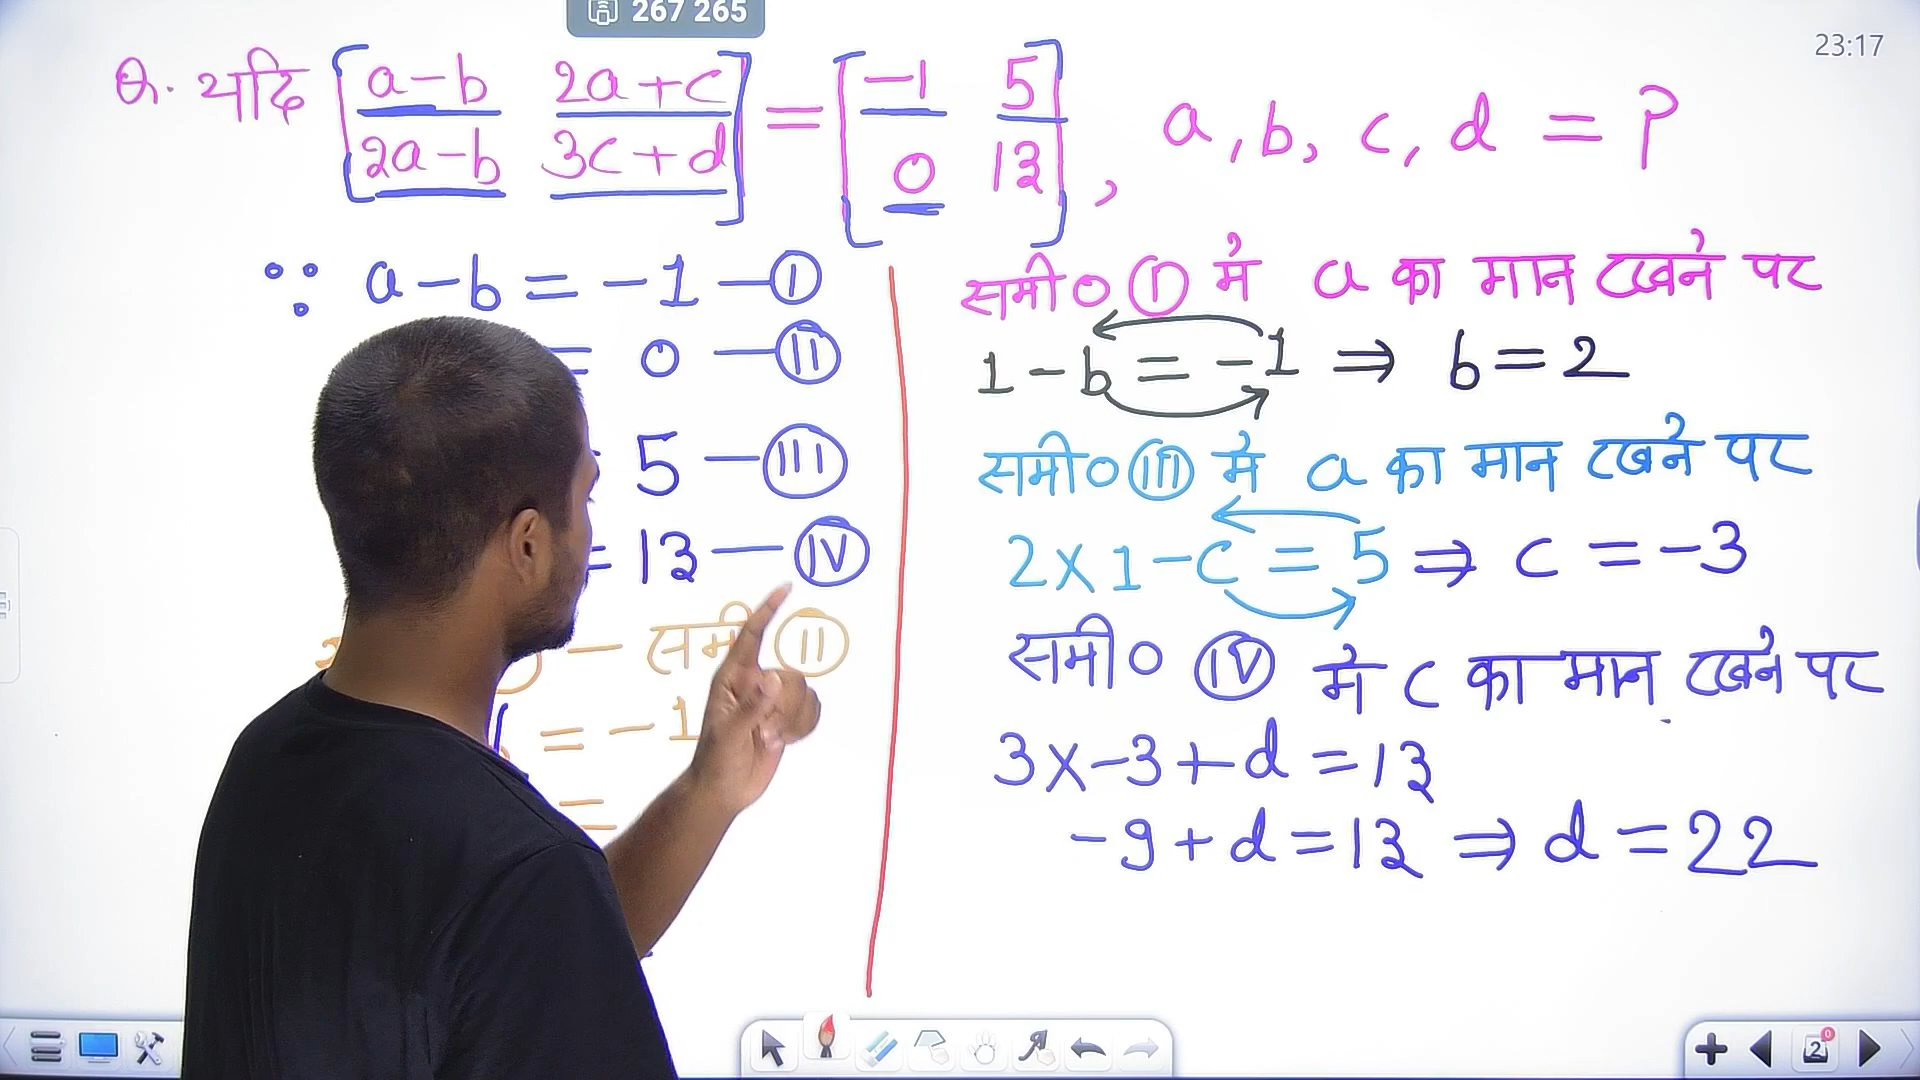 267 265
23:17
Q. यदि [a-b 2a+c] = [-1 5], a, b, c, d = ?
[2a-b 3c+d] [0 13]
∵ a-b = -1 — I
= 0 — II
= 5 — III
= 13 — IV
— समी II
= -1
=
समी० I मे a का मान रखने पर
1-b = -1 ⇒ b = 2
समी० III मे a का मान रखने पर
2×1-c = 5 ⇒ c = -3
समी० IV मे c का मान रखने पर
3×-3+d = 13
-9+d = 13 ⇒ d = 22
2
0